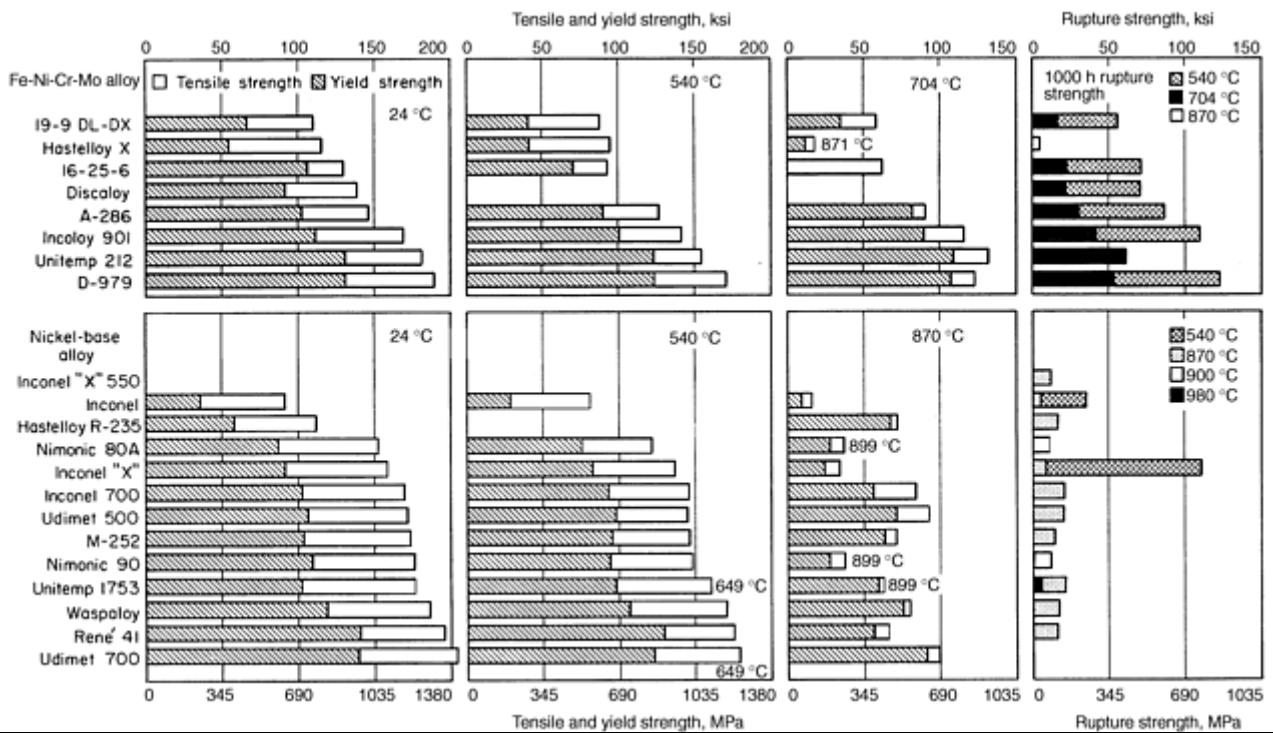 Tensile and yield strength, ksi
Rupture strength, ksi
0 50 100 150 200
0 50 100 150 200
0 50 100 150
0 50 100 150
Fe-Ni-Cr-Mo alloy
Tensile strength Yield strength
24 °C
540 °C
704 °C
1000 h rupture
strength
540 °C
704 °C
870 °C
19-9 DL-DX
Hastelloy X
871 °C
16-25-6
Discaloy
A-286
Incoloy 901
Unitemp 212
D-979
Nickel-base
alloy
24 °C
540 °C
870 °C
540 °C
870 °C
900 °C
980 °C
Inconel "X" 550
Inconel
Hastelloy R-235
Nimonic 80A
899 °C
Inconel "X"
Inconel 700
Udimet 500
M-252
Nimonic 90
899 °C
Unitemp 1753
649 °C
899 °C
Waspaloy
René 41
Udimet 700
649 °C
0 345 690 1035 1380
0 345 690 1035 1380
0 345 690 1035
0 345 690 1035
Tensile and yield strength, MPa
Rupture strength, MPa